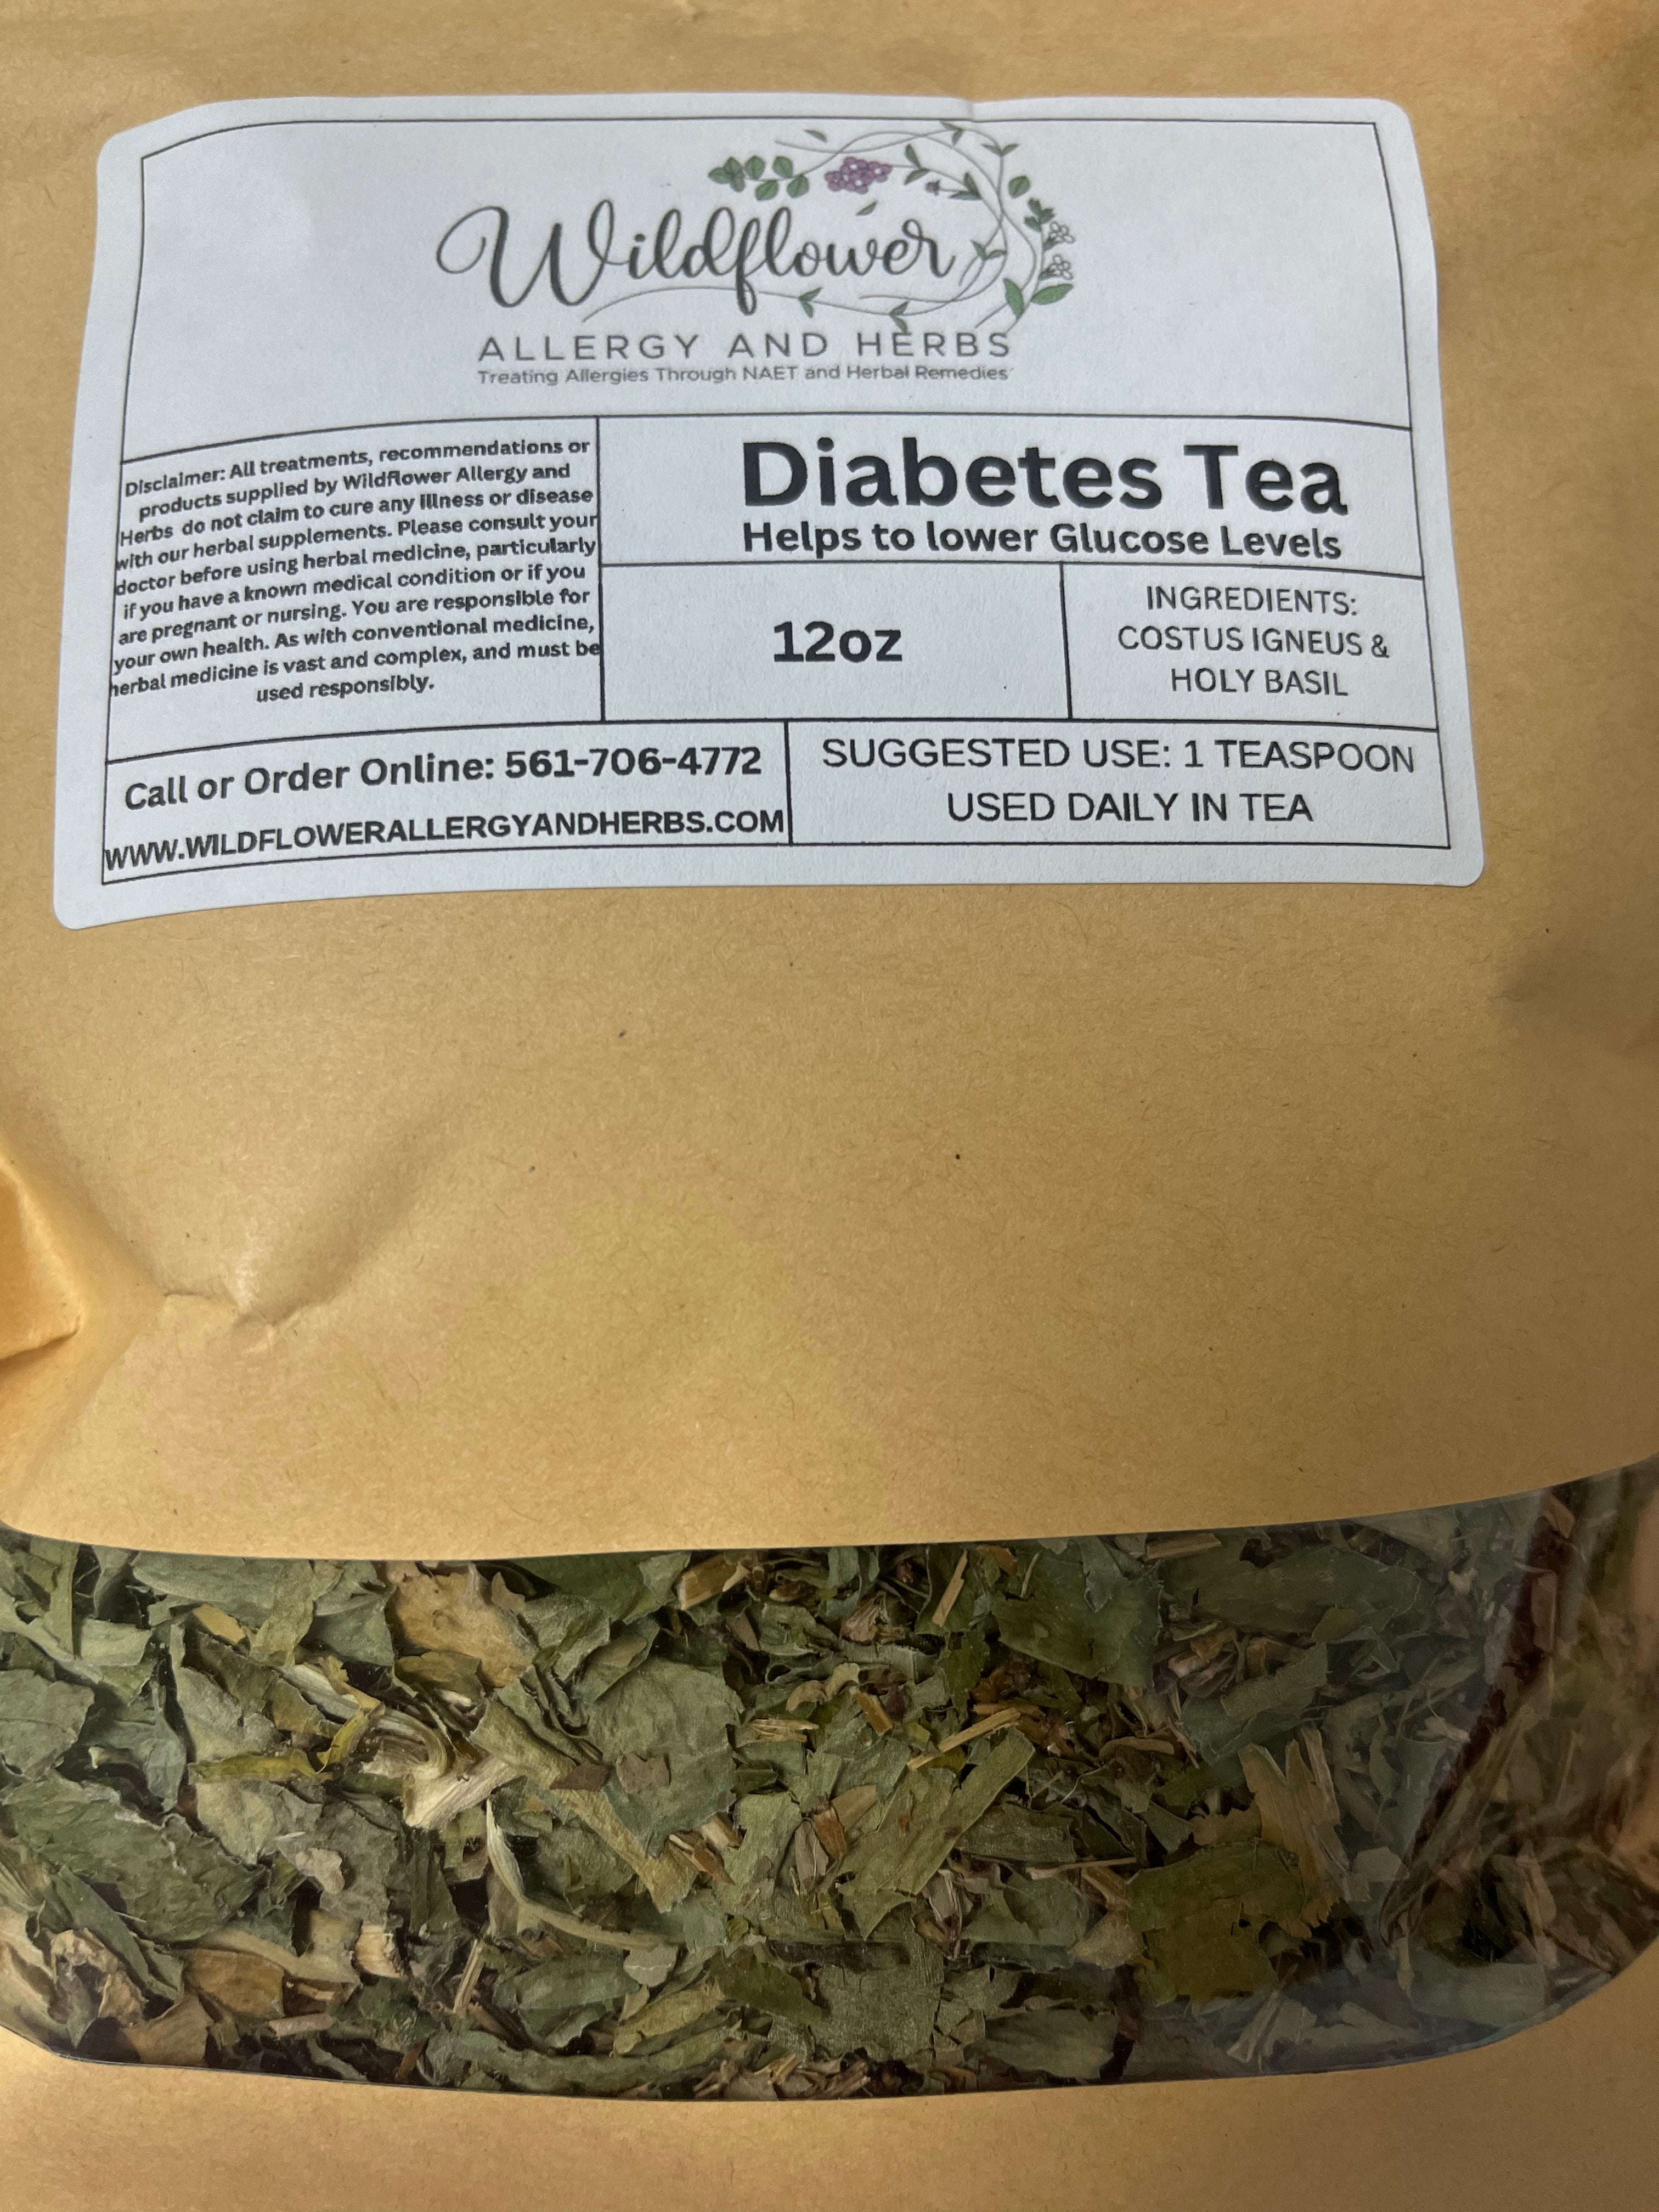 Wildflower
ALLERGY AND HERBS
Treating Allergies Through NAET and Herbal Remedies
Disclaimer: All treatments, recommendations or
products supplied by Wildflower Allergy and
Herbs do not claim to cure any Illness or disease
with our herbal supplements. Please consult your
doctor before using herbal medicine, particularly
if you have a known medical condition or if you
are pregnant or nursing. You are responsible for
your own health. As with conventional medicine,
herbal medicine is vast and complex, and must be
used responsibly.
Diabetes Tea
Helps to lower Glucose Levels
12oz
INGREDIENTS:
COSTUS IGNEUS &
HOLY BASIL
Call or Order Online: 561-706-4772
WWW.WILDFLOWERALLERGYANDHERBS.COM
SUGGESTED USE: 1 TEASPOON
USED DAILY IN TEA